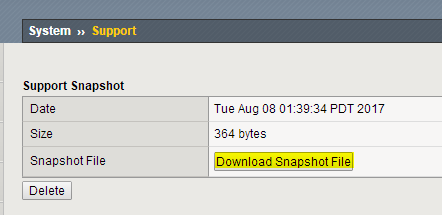 System ›› Support
Support Snapshot
Date Tue Aug 08 01:39:34 PDT 2017
Size 364 bytes
Snapshot File Download Snapshot File
Delete